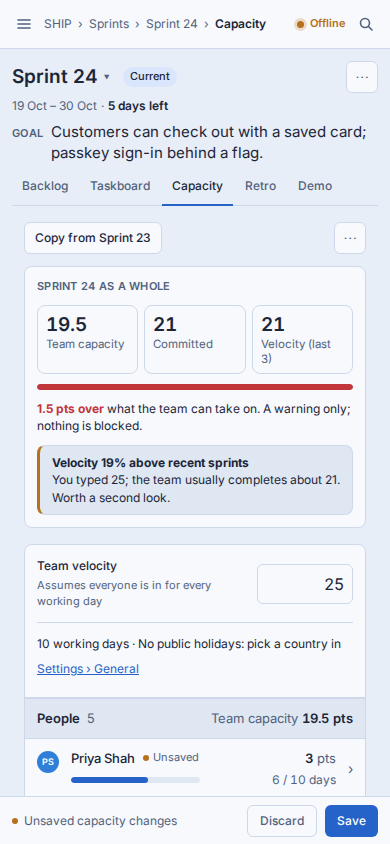 SHIP › Sprints › Sprint 24 › Capacity Offline
Sprint 24 Current ...
19 Oct – 30 Oct · 5 days left
GOAL Customers can check out with a saved card;
passkey sign-in behind a flag.
Backlog Taskboard Capacity Retro Demo
Copy from Sprint 23 ...
SPRINT 24 AS A WHOLE
19.5 21 21
Team capacity Committed Velocity (last
3)
1.5 pts over what the team can take on. A warning only;
nothing is blocked.
Velocity 19% above recent sprints
You typed 25; the team usually completes about 21.
Worth a second look.
Team velocity
Assumes everyone is in for every
working day
25
10 working days · No public holidays: pick a country in
Settings › General
People 5 Team capacity 19.5 pts
PS Priya Shah Unsaved 3 pts
6 / 10 days ›
Unsaved capacity changes Discard Save